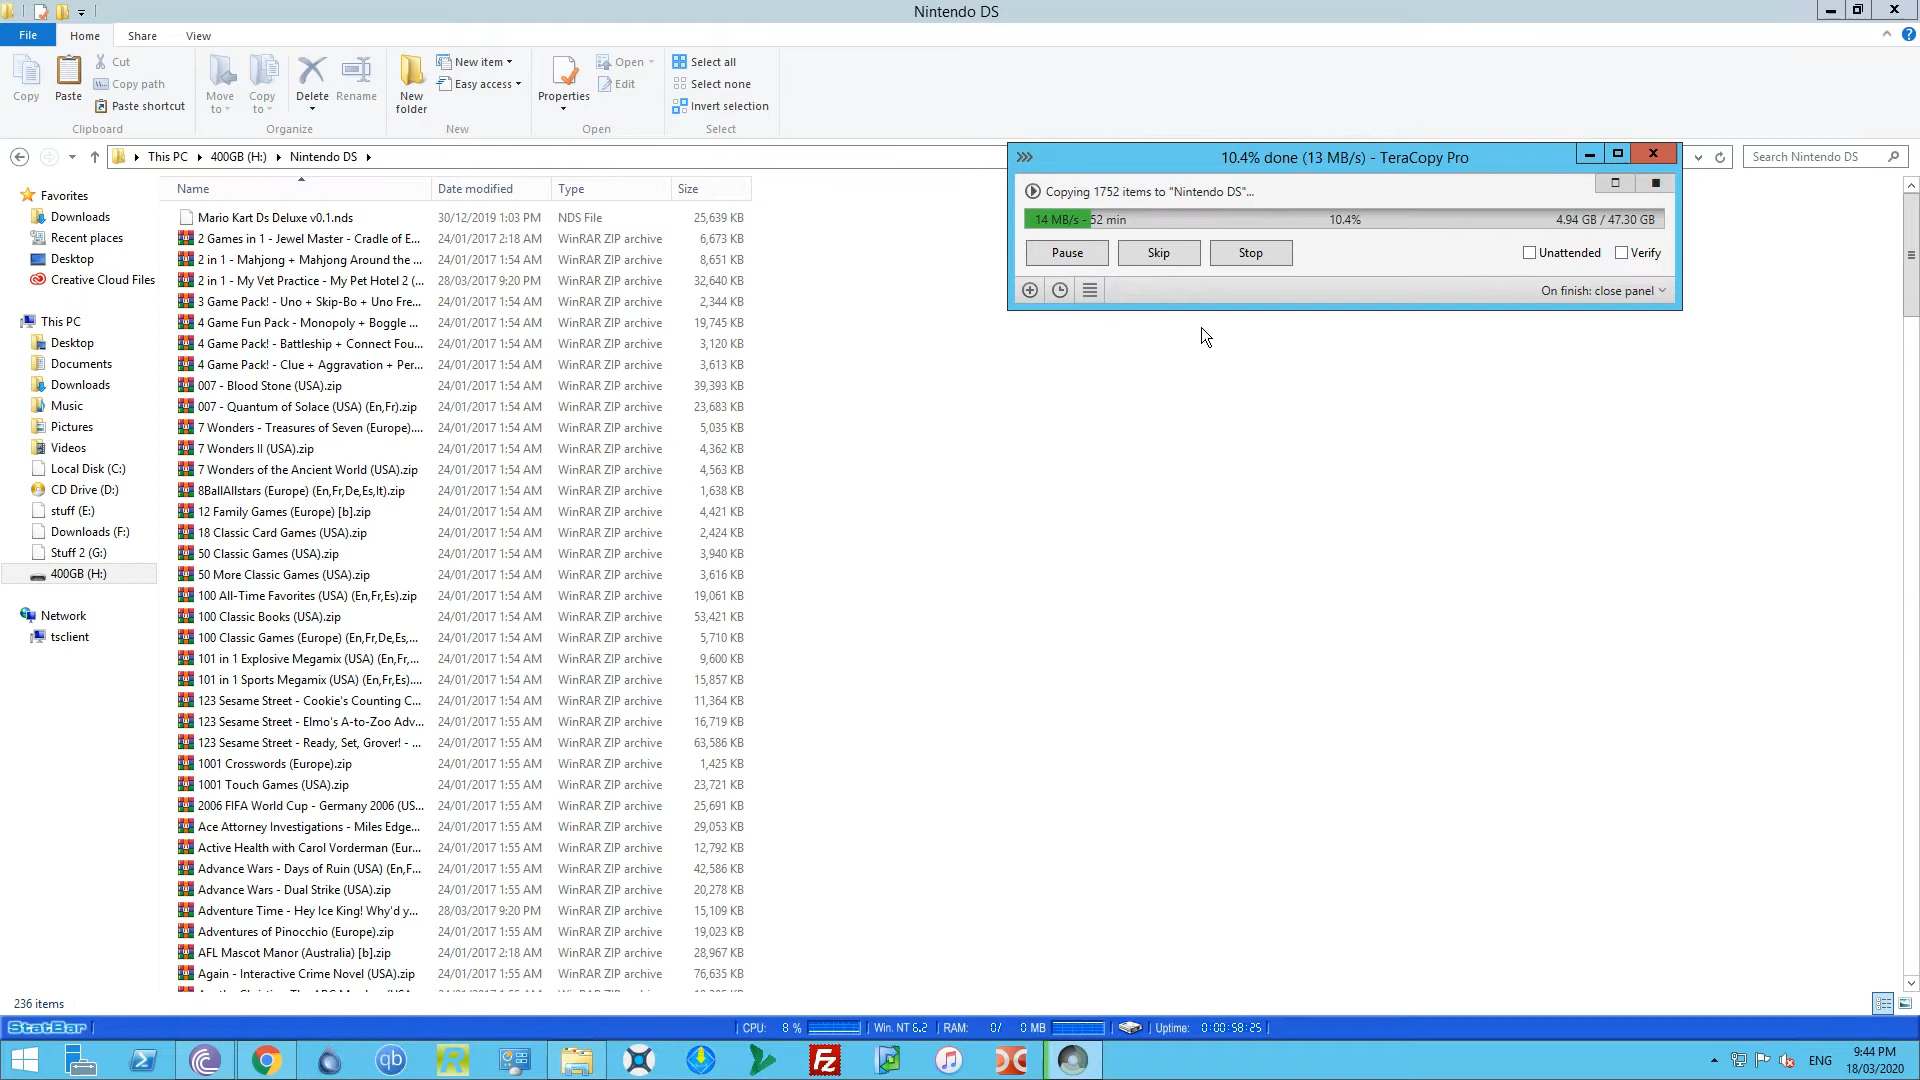 Nintendo DS
File Home Share View
Copy
Paste
Cut
Copy path
Paste shortcut
Clipboard
Move to
Copy to
Delete
Rename
Organize
New folder
New item
Easy access
New
Properties
Open
Edit
Open
Select all
Select none
Invert selection
Select
This PC 400GB (H:) Nintendo DS
Search Nintendo DS
Favorites
Downloads
Recent places
Desktop
Creative Cloud Files
This PC
Desktop
Documents
Downloads
Music
Pictures
Videos
Local Disk (C:)
CD Drive (D:)
stuff (E:)
Downloads (F:)
Stuff 2 (G:)
400GB (H:)
Network
tsclient
Name Date modified Type Size
Mario Kart Ds Deluxe v0.1.nds 30/12/2019 1:03 PM NDS File 25,639 KB
2 Games in 1 - Jewel Master - Cradle of E... 24/01/2017 2:18 AM WinRAR ZIP archive 6,673 KB
2 in 1 - Mahjong + Mahjong Around the ... 24/01/2017 1:54 AM WinRAR ZIP archive 8,651 KB
2 in 1 - My Vet Practice - My Pet Hotel 2 (... 28/03/2017 9:20 PM WinRAR ZIP archive 32,640 KB
3 Game Pack! - Uno + Skip-Bo + Uno Fre... 24/01/2017 1:54 AM WinRAR ZIP archive 2,344 KB
4 Game Fun Pack - Monopoly + Boggle ... 24/01/2017 1:54 AM WinRAR ZIP archive 19,745 KB
4 Game Pack! - Battleship + Connect Fou... 24/01/2017 1:54 AM WinRAR ZIP archive 3,120 KB
4 Game Pack! - Clue + Aggravation + Per... 24/01/2017 1:54 AM WinRAR ZIP archive 3,613 KB
007 - Blood Stone (USA).zip 24/01/2017 1:54 AM WinRAR ZIP archive 39,393 KB
007 - Quantum of Solace (USA) (En,Fr).zip 24/01/2017 1:54 AM WinRAR ZIP archive 23,683 KB
7 Wonders - Treasures of Seven (Europe).... 24/01/2017 1:54 AM WinRAR ZIP archive 5,035 KB
7 Wonders II (USA).zip 24/01/2017 1:54 AM WinRAR ZIP archive 4,362 KB
7 Wonders of the Ancient World (USA).zip 24/01/2017 1:54 AM WinRAR ZIP archive 4,563 KB
8BallAllstars (Europe) (En,Fr,De,Es,It).zip 24/01/2017 1:54 AM WinRAR ZIP archive 1,638 KB
12 Family Games (Europe) [b].zip 24/01/2017 1:54 AM WinRAR ZIP archive 4,421 KB
18 Classic Card Games (USA).zip 24/01/2017 1:54 AM WinRAR ZIP archive 2,424 KB
50 Classic Games (USA).zip 24/01/2017 1:54 AM WinRAR ZIP archive 3,940 KB
50 More Classic Games (USA).zip 24/01/2017 1:54 AM WinRAR ZIP archive 3,616 KB
100 All-Time Favorites (USA) (En,Fr,Es).zip 24/01/2017 1:54 AM WinRAR ZIP archive 19,061 KB
100 Classic Books (USA).zip 24/01/2017 1:54 AM WinRAR ZIP archive 53,421 KB
100 Classic Games (Europe) (En,Fr,De,Es,... 24/01/2017 1:54 AM WinRAR ZIP archive 5,710 KB
101 in 1 Explosive Megamix (USA) (En,Fr,... 24/01/2017 1:54 AM WinRAR ZIP archive 9,600 KB
101 in 1 Sports Megamix (USA) (En,Fr,Es).... 24/01/2017 1:54 AM WinRAR ZIP archive 15,857 KB
123 Sesame Street - Cookie's Counting C... 24/01/2017 1:54 AM WinRAR ZIP archive 11,364 KB
123 Sesame Street - Elmo's A-to-Zoo Adv... 24/01/2017 1:55 AM WinRAR ZIP archive 16,719 KB
123 Sesame Street - Ready, Set, Grover! - ... 24/01/2017 1:55 AM WinRAR ZIP archive 63,586 KB
1001 Crosswords (Europe).zip 24/01/2017 1:55 AM WinRAR ZIP archive 1,425 KB
1001 Touch Games (USA).zip 24/01/2017 1:55 AM WinRAR ZIP archive 23,721 KB
2006 FIFA World Cup - Germany 2006 (US... 24/01/2017 1:55 AM WinRAR ZIP archive 25,691 KB
Ace Attorney Investigations - Miles Edge... 24/01/2017 1:55 AM WinRAR ZIP archive 29,053 KB
Active Health with Carol Vorderman (Eur... 24/01/2017 1:55 AM WinRAR ZIP archive 12,792 KB
Advance Wars - Days of Ruin (USA) (En,F... 24/01/2017 1:55 AM WinRAR ZIP archive 42,586 KB
Advance Wars - Dual Strike (USA).zip 24/01/2017 1:55 AM WinRAR ZIP archive 20,278 KB
Adventure Time - Hey Ice King! Why'd y... 28/03/2017 9:20 PM WinRAR ZIP archive 15,109 KB
Adventures of Pinocchio (Europe).zip 24/01/2017 1:55 AM WinRAR ZIP archive 19,023 KB
AFL Mascot Manor (Australia) [b].zip 24/01/2017 2:18 AM WinRAR ZIP archive 28,967 KB
Again - Interactive Crime Novel (USA).zip 24/01/2017 1:55 AM WinRAR ZIP archive 76,635 KB
10.4% done (13 MB/s) - TeraCopy Pro
Copying 1752 items to "Nintendo DS"...
14 MB/s - 52 min 10.4% 4.94 GB / 47.30 GB
Pause Skip Stop Unattended Verify
On finish: close panel
236 items
StatBar CPU: 8 % Win. NT 6.2 RAM: 0/ 0 MB Uptime: 0:00:58:25
qb R Fz ENG 9:44 PM
18/03/2020